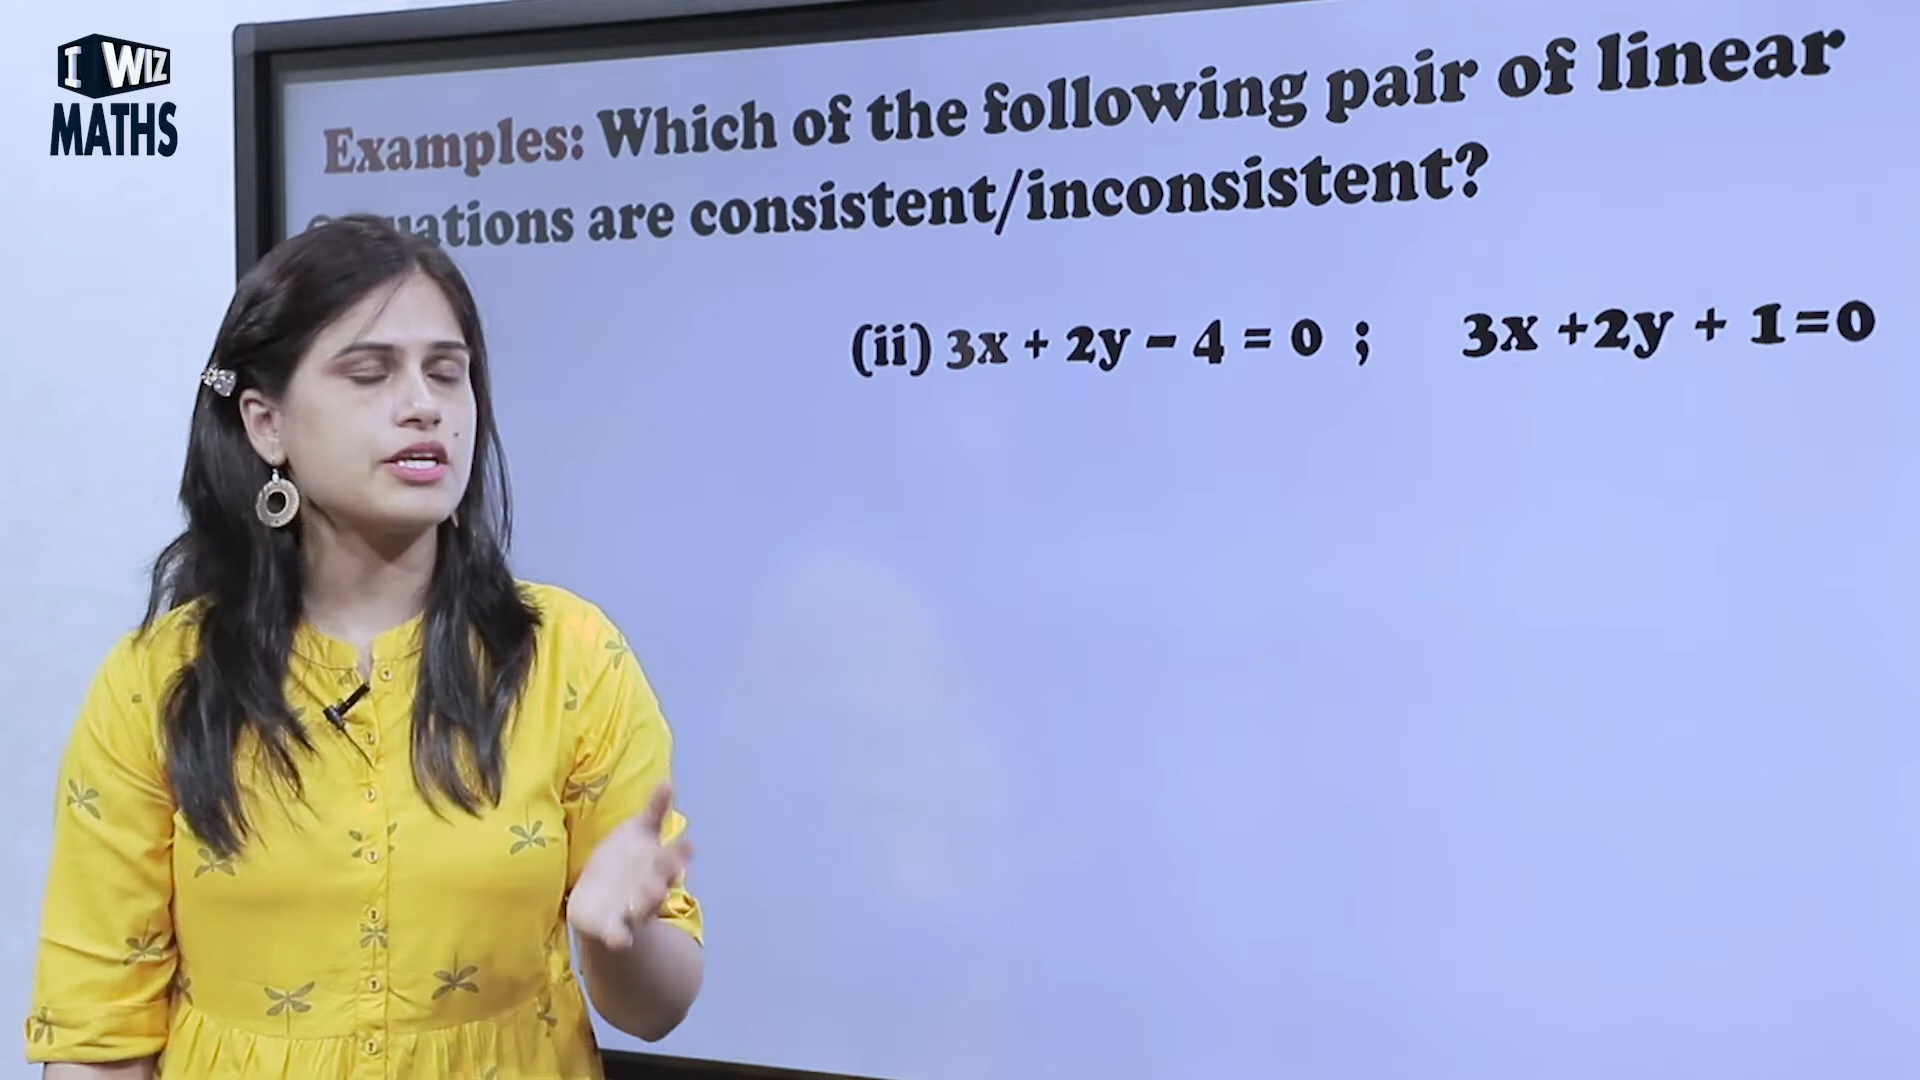 I WIZ
MATHS
Examples: Which of the following pair of linear
are consistent/inconsistent?
(ii) 3x + 2y - 4 = 0 ; 3x +2y + 1=0